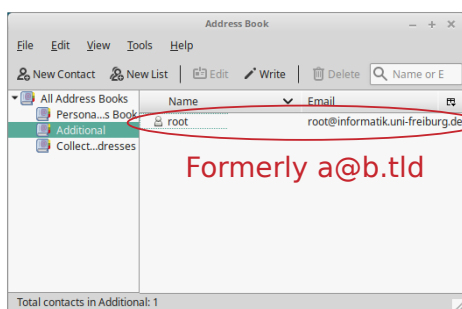 Address Book
File Edit View Tools Help
New Contact New List Edit Write Delete Name or E
All Address Books
Persona...s Book
Additional
Collect...dresses
Name Email
root root@informatik.uni-freiburg.de
Formerly a@b.tld
Total contacts in Additional: 1